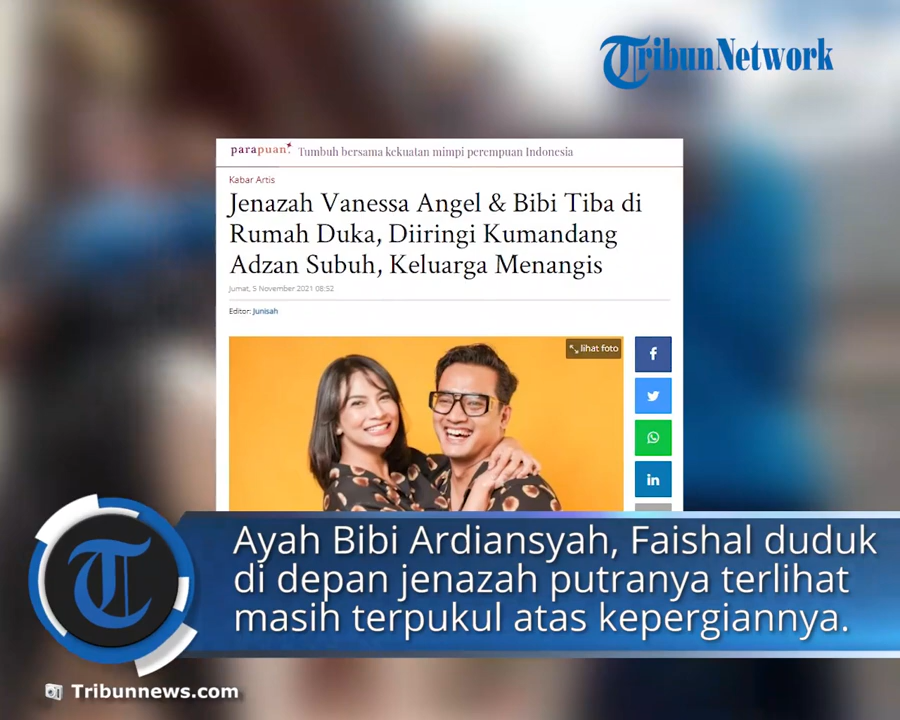 TribunNetwork
parapuan. Tumbuh bersama kekuatan mimpi perempuan Indonesia
Kabar Artis
Jenazah Vanessa Angel & Bibi Tiba di
Rumah Duka, Diiringi Kumandang
Adzan Subuh, Keluarga Menangis
Jumat, 5 November 2021 08:52
Editor: Junisah
lihat foto
Ayah Bibi Ardiansyah, Faishal duduk
di depan jenazah putranya terlihat
masih terpukul atas kepergiannya.
T
Tribunnews.com